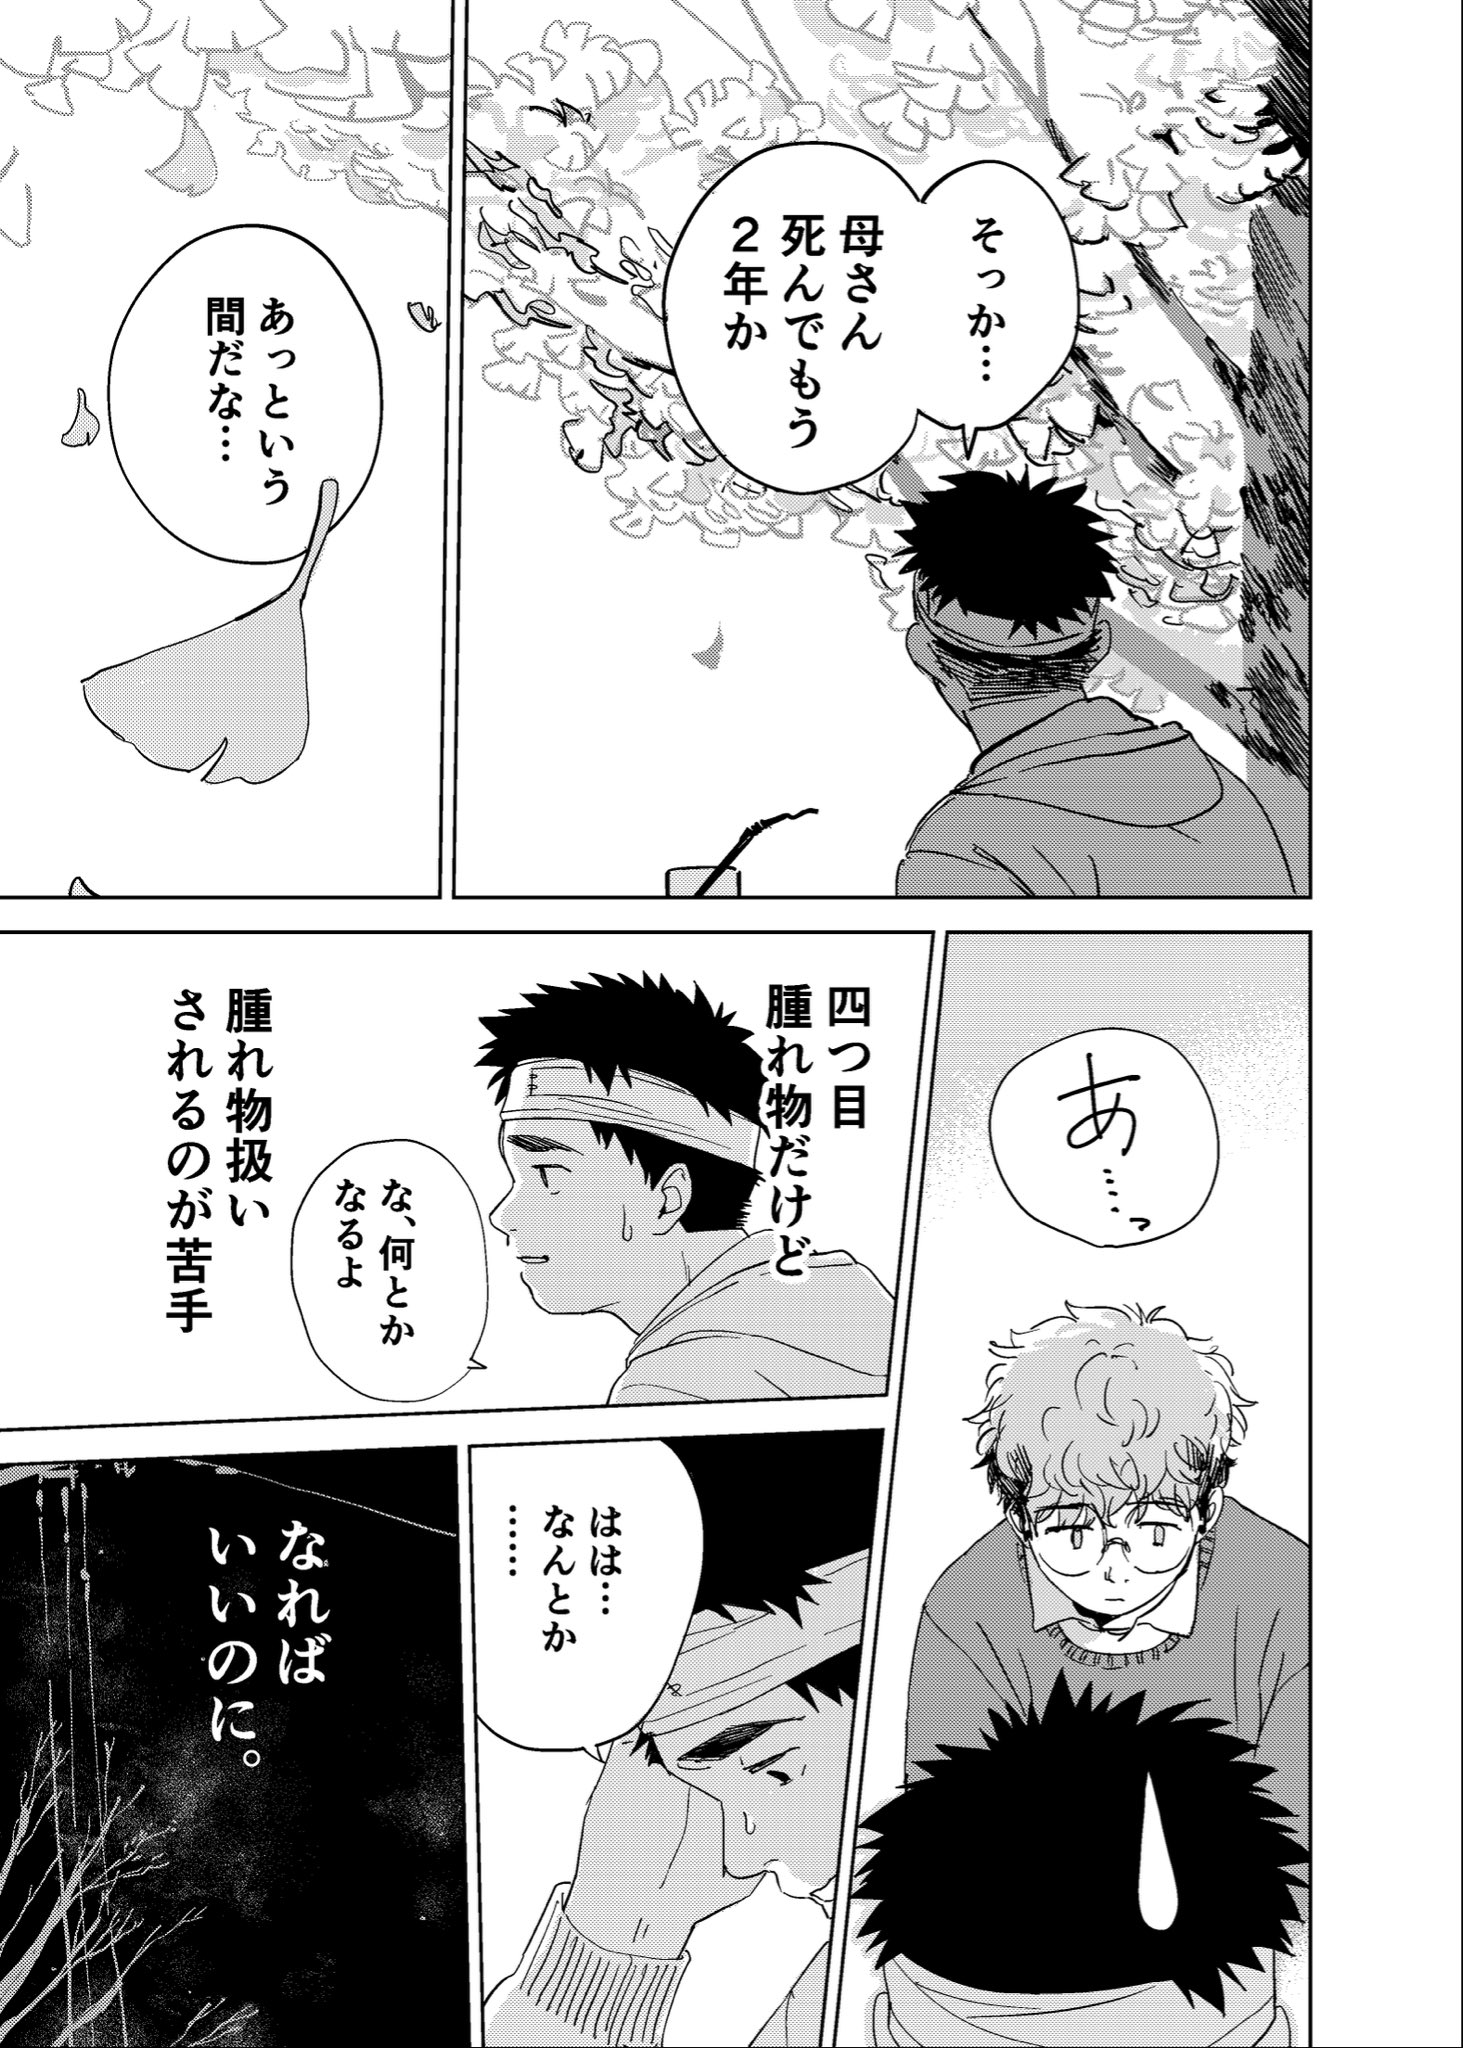 そっか…
母さん
死んでもう
２年か
あっという
間だな…
あ……っ
四つ目
腫れ物だけど
な、何とか
なるよ
腫れ物扱い
されるのが苦手
はは…
なんとか
……
なれば
いいのに。